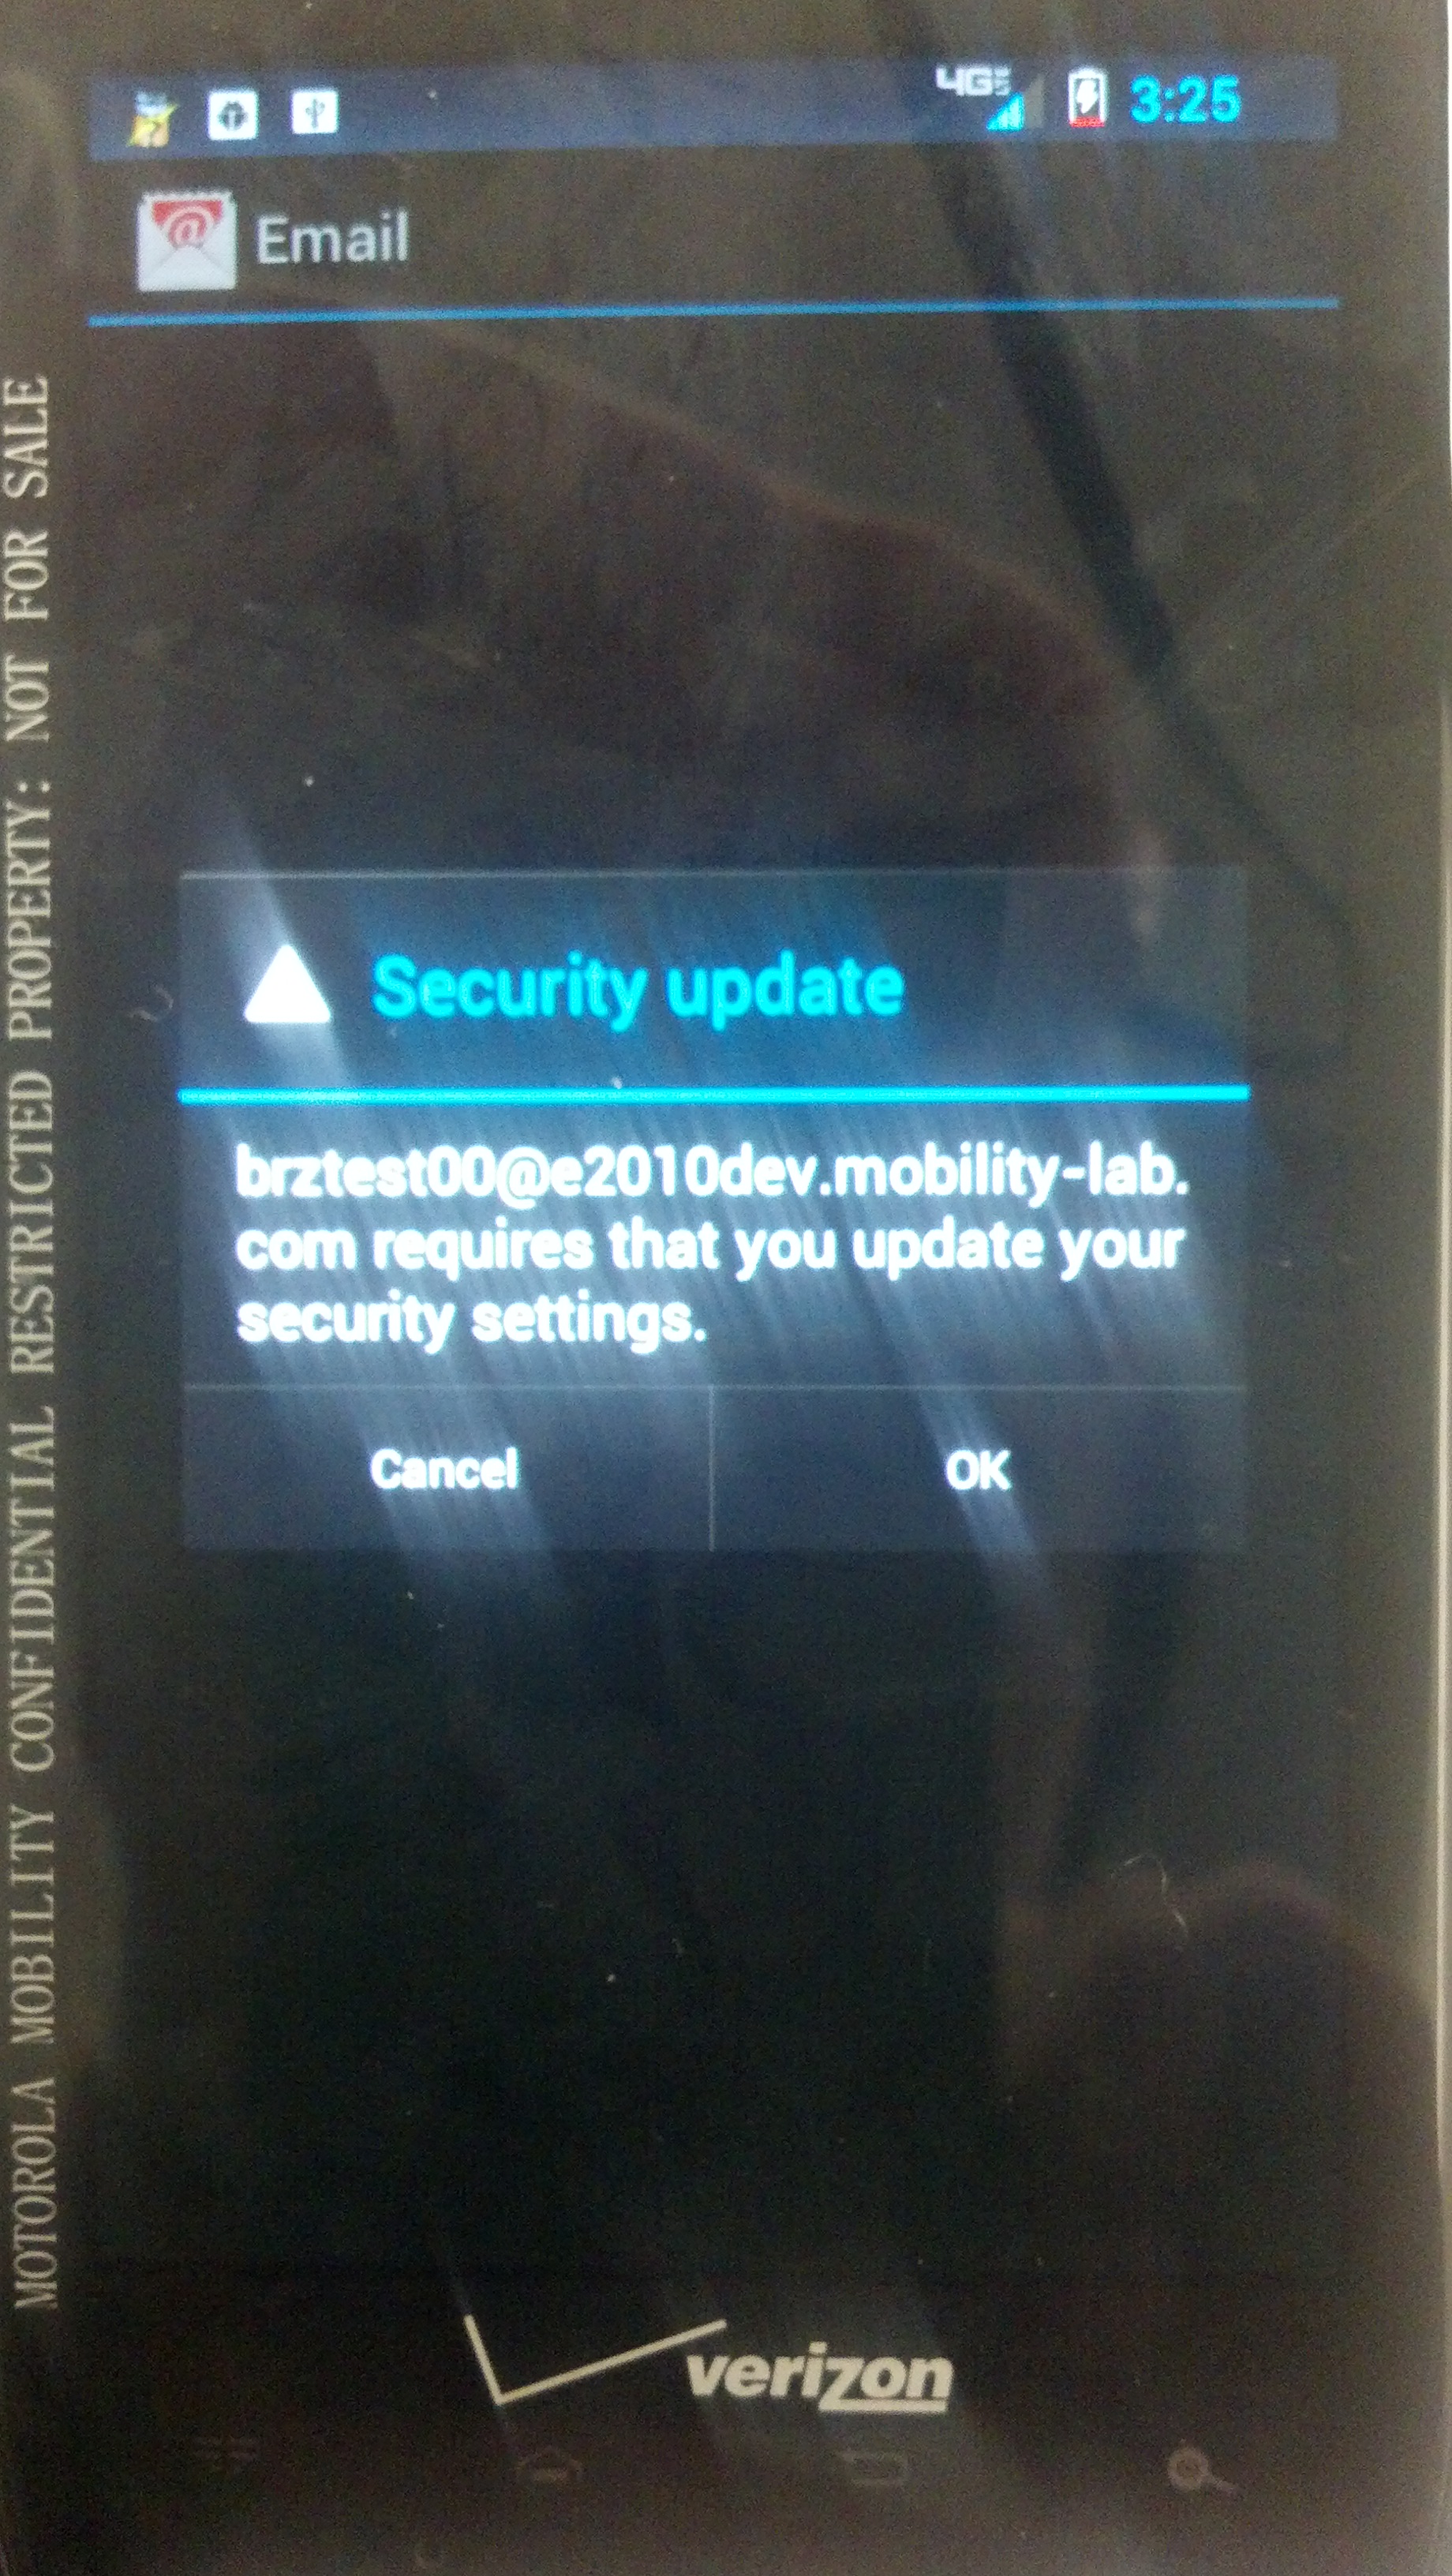 4G
3:25
Email
Security update
brztest00@e2010dev.mobility-lab.
com requires that you update your
security settings.
Cancel
OK
MOTOROLA MOBILITY CONFIDENTIAL RESTRICTED PROPERTY: NOT FOR SALE
verizon